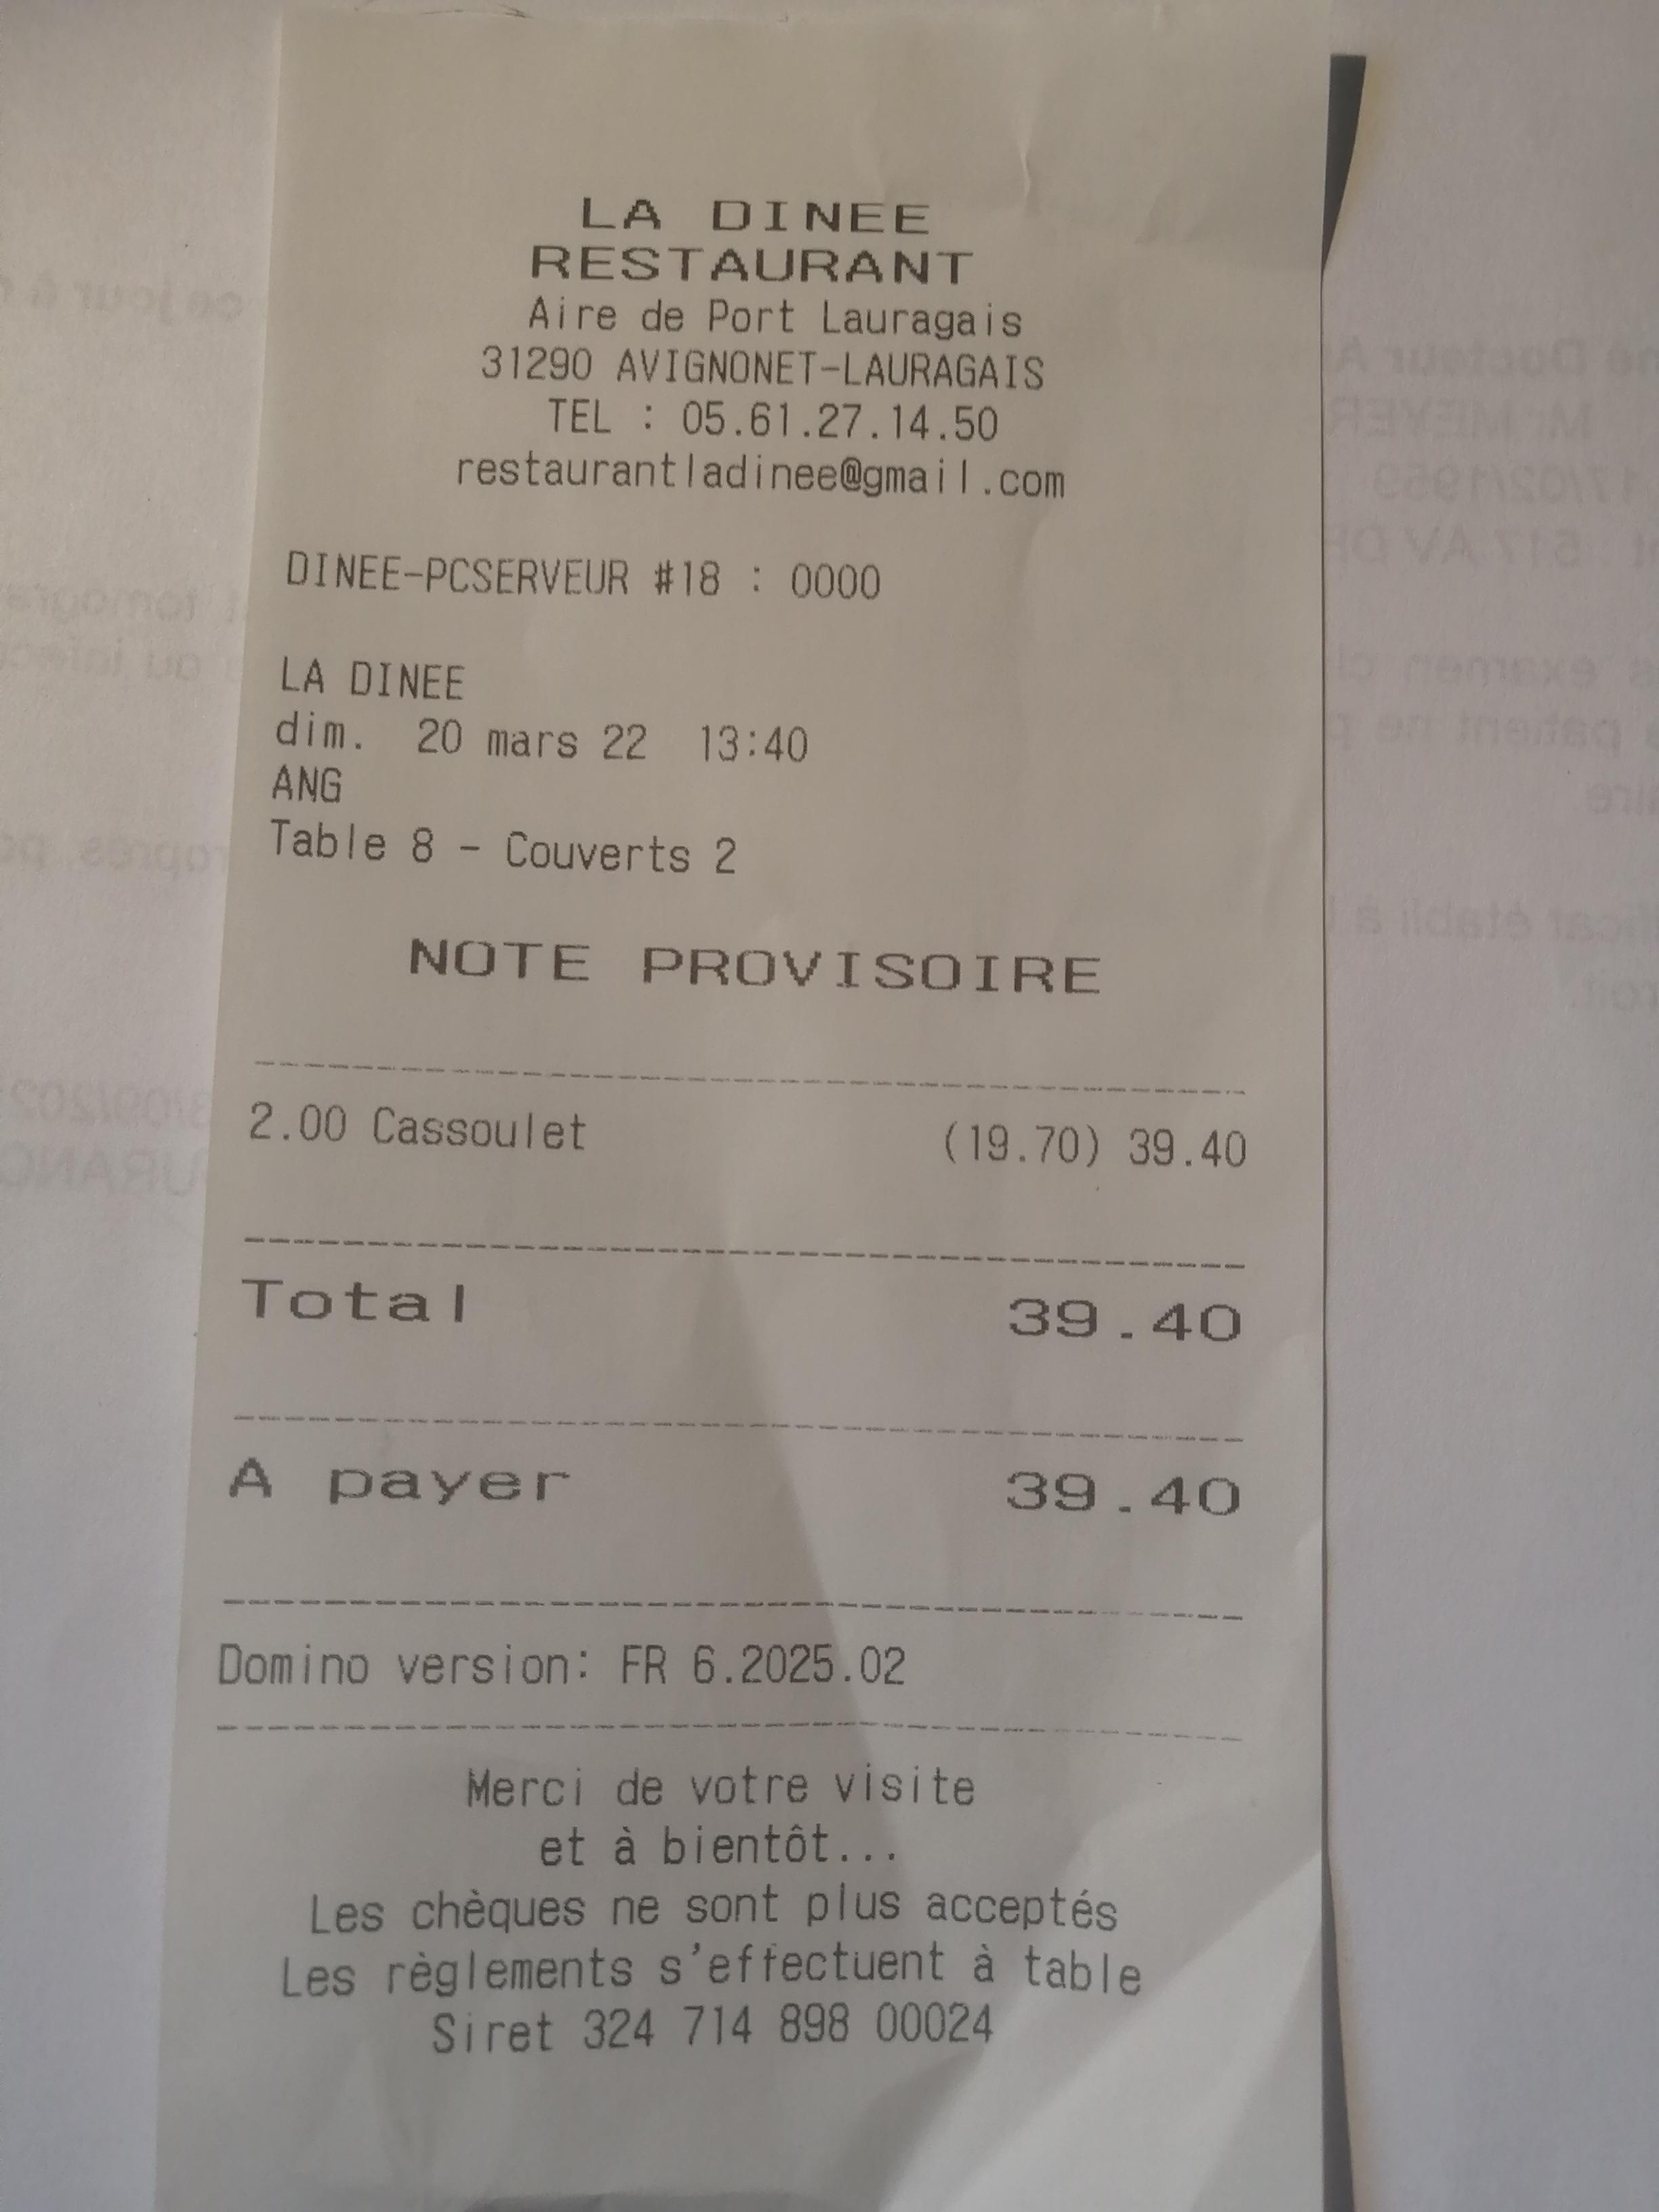 LA DINEE
RESTAURANT
Aire de Port Lauragais
31290 AVIGNONET-LAURAGAIS
TEL : 05.61.27.14.50
restaurantladinee@gmail.com
DINEE-PCSERVEUR #18 : 0000
LA DINEE
dim. 20 mars 22 13:40
ANG
Table 8 - Couverts 2
NOTE PROVISOIRE
2.00 Cassoulet (19.70) 39.40
Total 39.40
A payer 39.40
Domino version: FR 6.2025.02
Merci de votre visite
et à bientôt...
Les chèques ne sont plus acceptés
Les règlements s'effectuent à table
Siret 324 714 898 00024